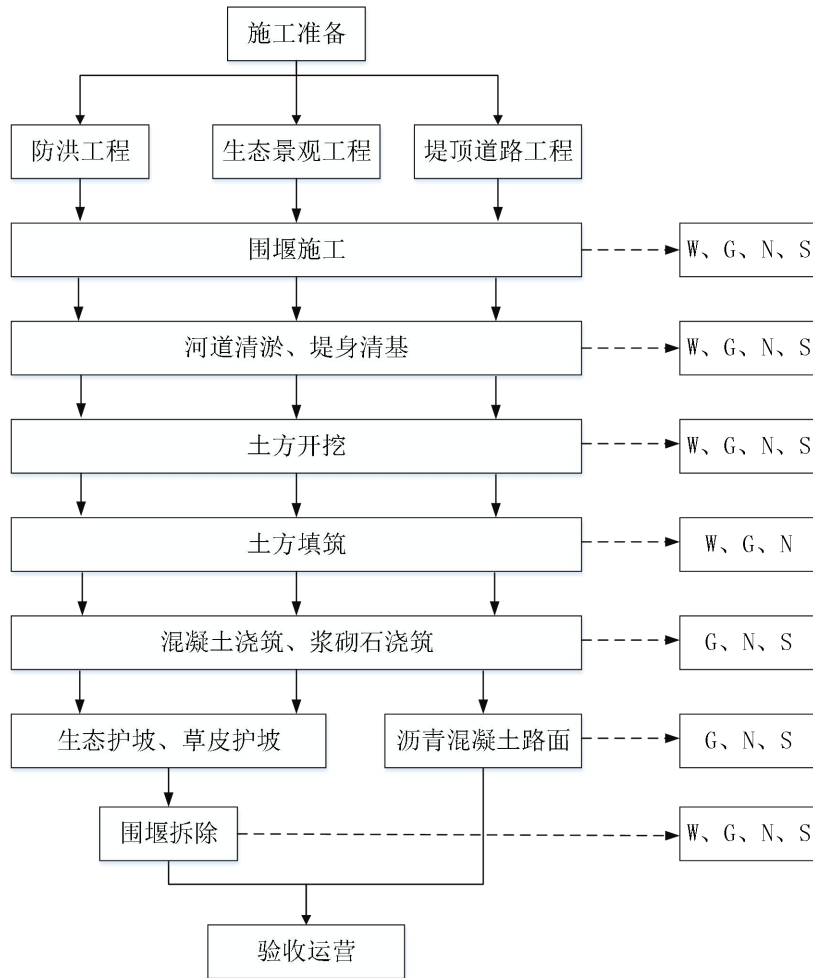 施工准备
防洪工程
生态景观工程
堤顶道路工程
围堰施工
W、G、N、S
河道清淤、堤身清基
W、G、N、S
土方开挖
W、G、N、S
土方填筑
W、G、N
混凝土浇筑、浆砌石浇筑
G、N、S
生态护坡、草皮护坡
沥青混凝土路面
G、N、S
围堰拆除
W、G、N、S
验收运营